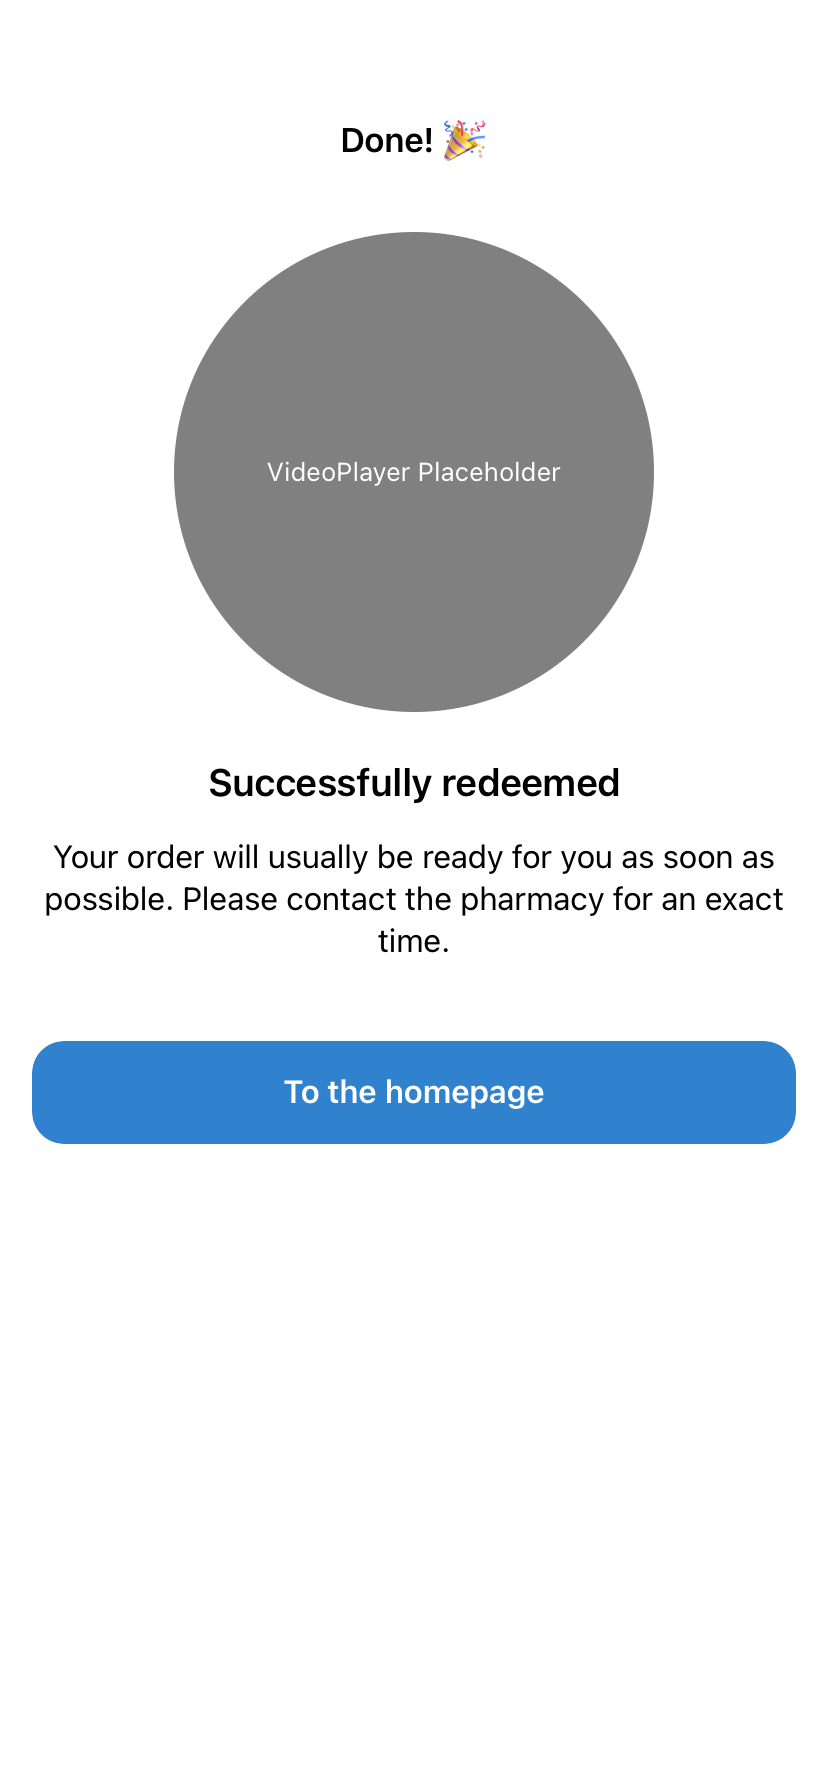 Done! 🎉
VideoPlayer Placeholder
Successfully redeemed
Your order will usually be ready for you as soon as
possible. Please contact the pharmacy for an exact
time.
To the homepage